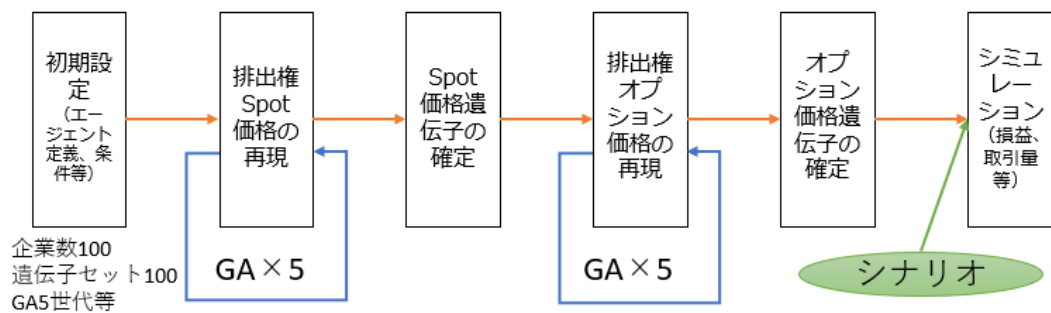 初期設
定
（エー
ジェント
定義、条
件等）
排出権
Spot
価格の
再現
Spot
価格遺
伝子の
確定
排出権
オプ
ション
価格の
再現
オプ
ション
価格遺
伝子の
確定
シミュ
レー
ション
（損益、
取引量
等）
企業数100
遺伝子セット100
GA5世代等
GA×5
GA×5
シナリオ